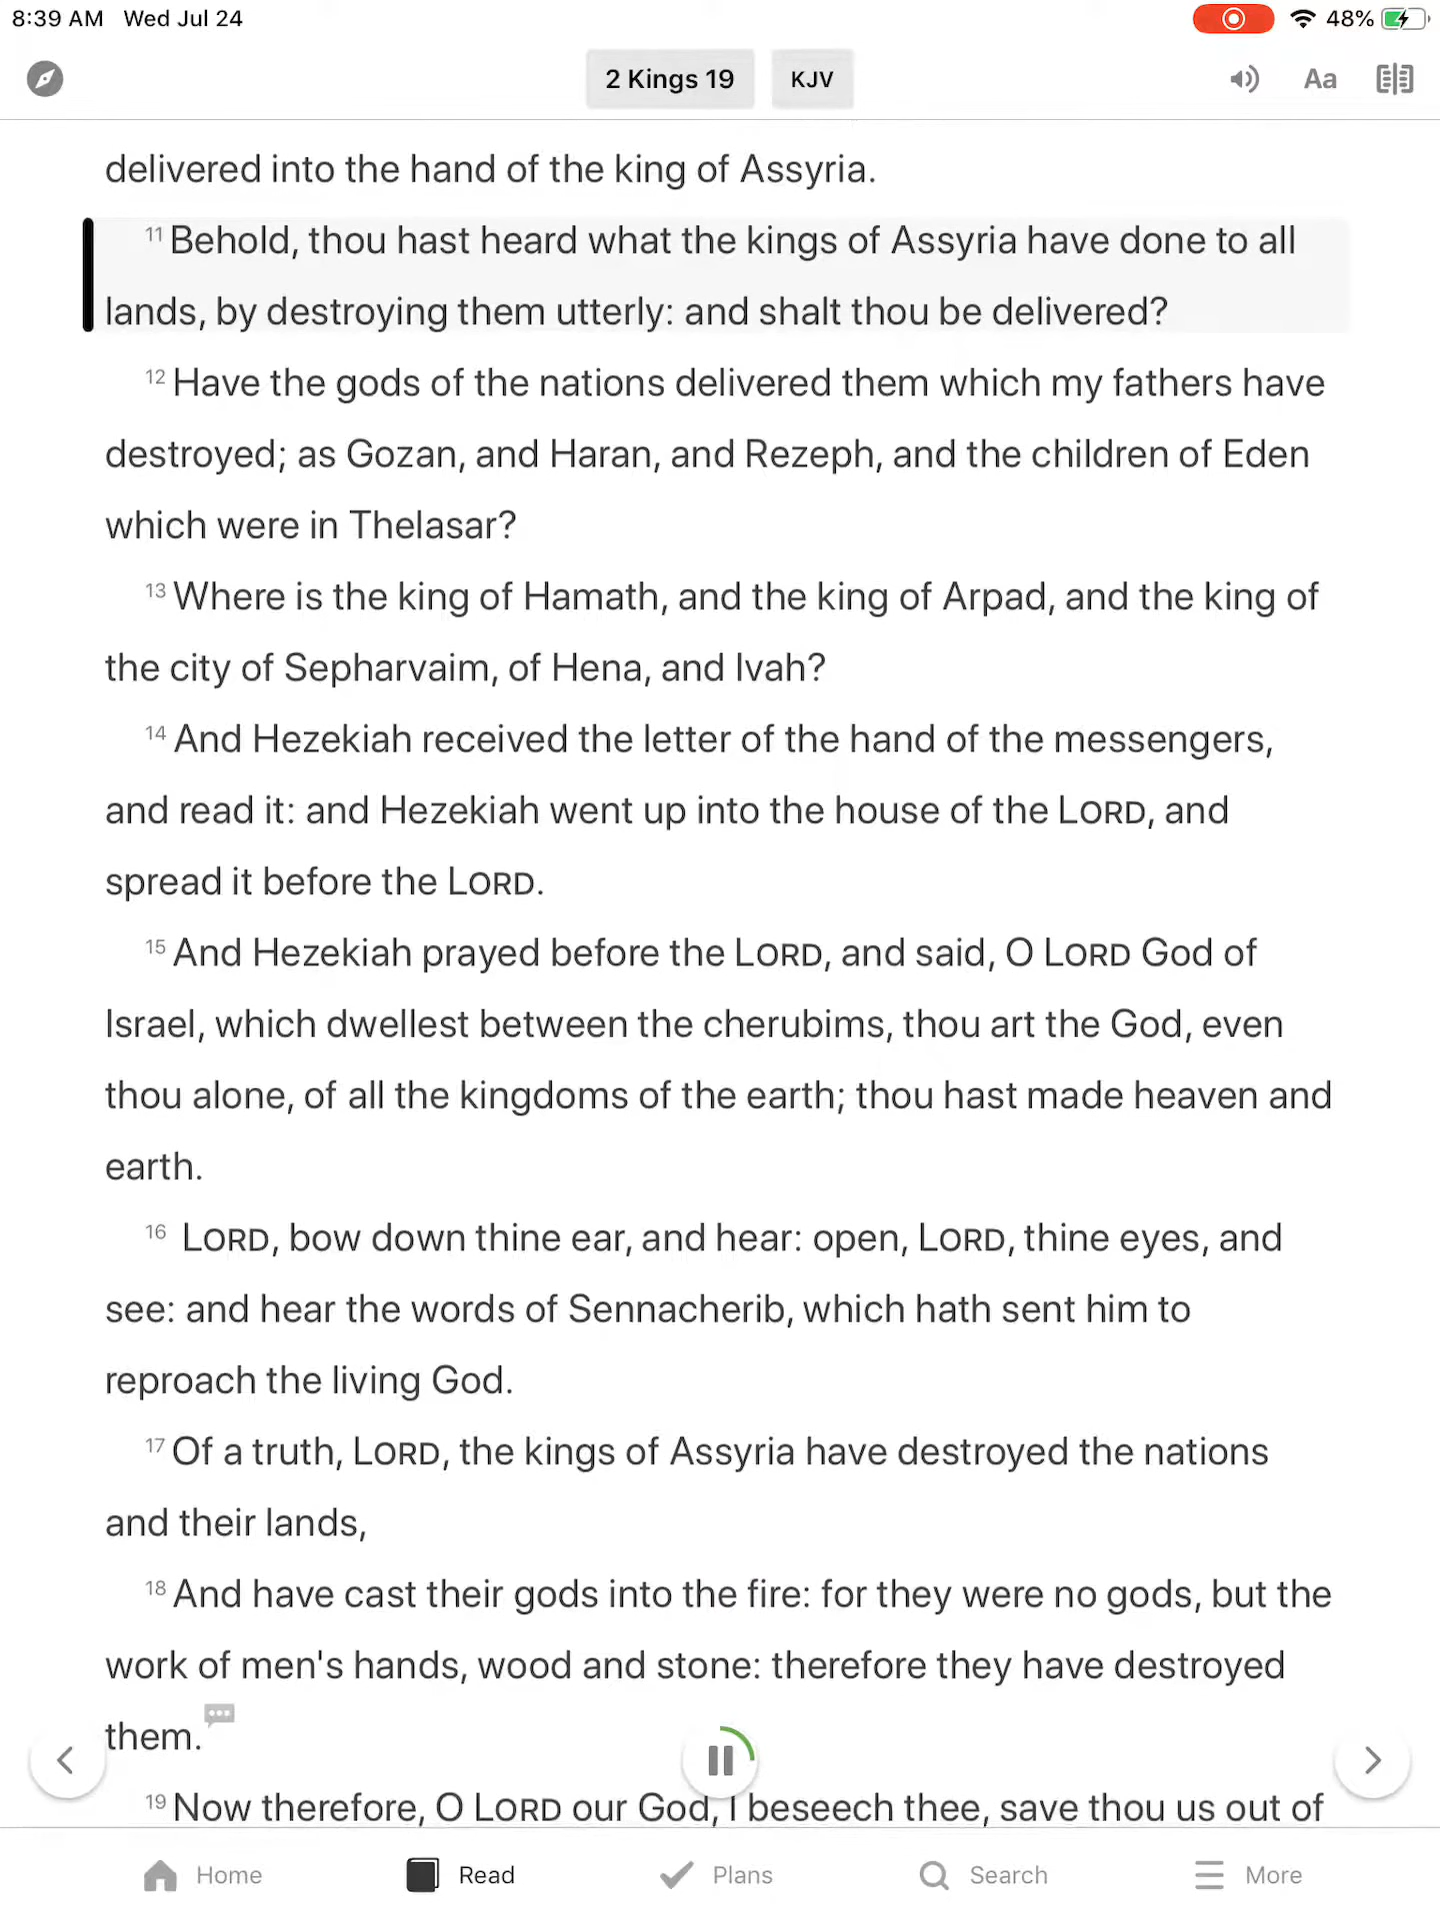 8:39 AM Wed Jul 24 48%
2 Kings 19 KJV Aa
delivered into the hand of the king of Assyria.
11 Behold, thou hast heard what the kings of Assyria have done to all
lands, by destroying them utterly: and shalt thou be delivered?
12 Have the gods of the nations delivered them which my fathers have
destroyed; as Gozan, and Haran, and Rezeph, and the children of Eden
which were in Thelasar?
13 Where is the king of Hamath, and the king of Arpad, and the king of
the city of Sepharvaim, of Hena, and Ivah?
14 And Hezekiah received the letter of the hand of the messengers,
and read it: and Hezekiah went up into the house of the LORD, and
spread it before the LORD.
15 And Hezekiah prayed before the LORD, and said, O LORD God of
Israel, which dwellest between the cherubims, thou art the God, even
thou alone, of all the kingdoms of the earth; thou hast made heaven and
earth.
16 LORD, bow down thine ear, and hear: open, LORD, thine eyes, and
see: and hear the words of Sennacherib, which hath sent him to
reproach the living God.
17 Of a truth, LORD, the kings of Assyria have destroyed the nations
and their lands,
18 And have cast their gods into the fire: for they were no gods, but the
work of men's hands, wood and stone: therefore they have destroyed
them.
19 Now therefore, O LORD our God, I beseech thee, save thou us out of
Home Read Plans Search More